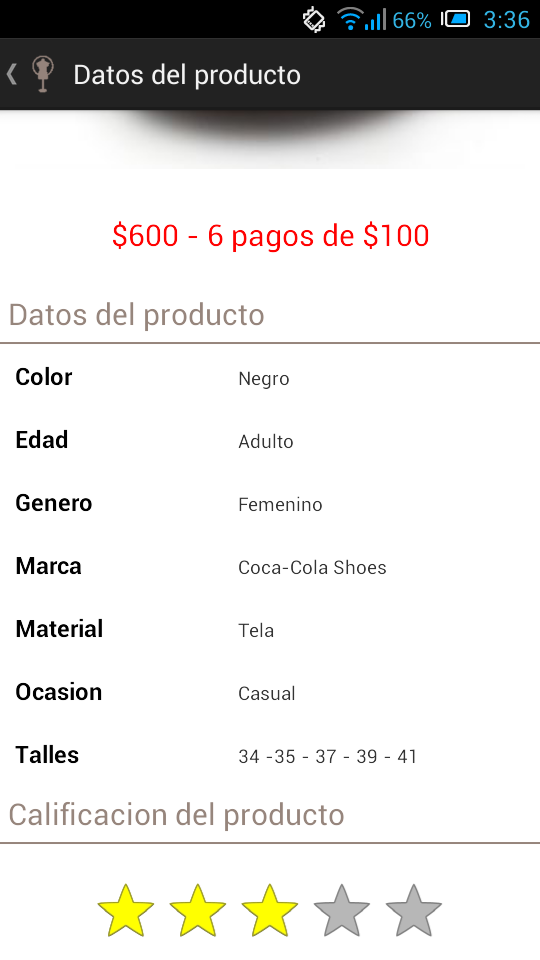 66% 3:36
Datos del producto
$600 - 6 pagos de $100
Datos del producto
Color Negro
Edad Adulto
Genero Femenino
Marca Coca-Cola Shoes
Material Tela
Ocasion Casual
Talles 34 -35 - 37 - 39 - 41
Calificacion del producto